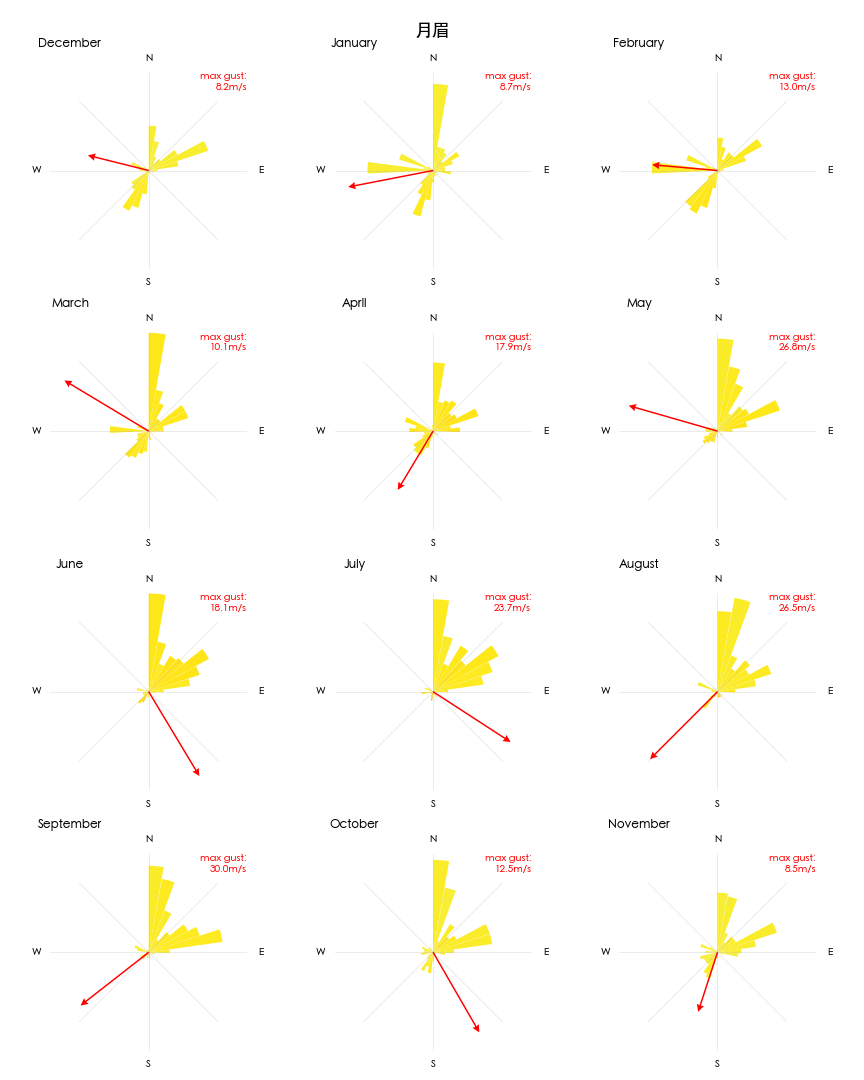 月眉
December
January
February
N
N
N
max gust:
8.2m/s
max gust:
8.7m/s
max gust:
13.0m/s
W
E
W
E
W
E
S
S
S
March
April
May
N
N
N
max gust:
10.1m/s
max gust:
17.9m/s
max gust:
26.8m/s
W
E
W
E
W
E
S
S
S
June
July
August
N
N
N
max gust:
18.1m/s
max gust:
23.7m/s
max gust:
26.5m/s
W
E
W
E
W
E
S
S
S
September
October
November
N
N
N
max gust:
30.0m/s
max gust:
12.5m/s
max gust:
8.5m/s
W
E
W
E
W
E
S
S
S